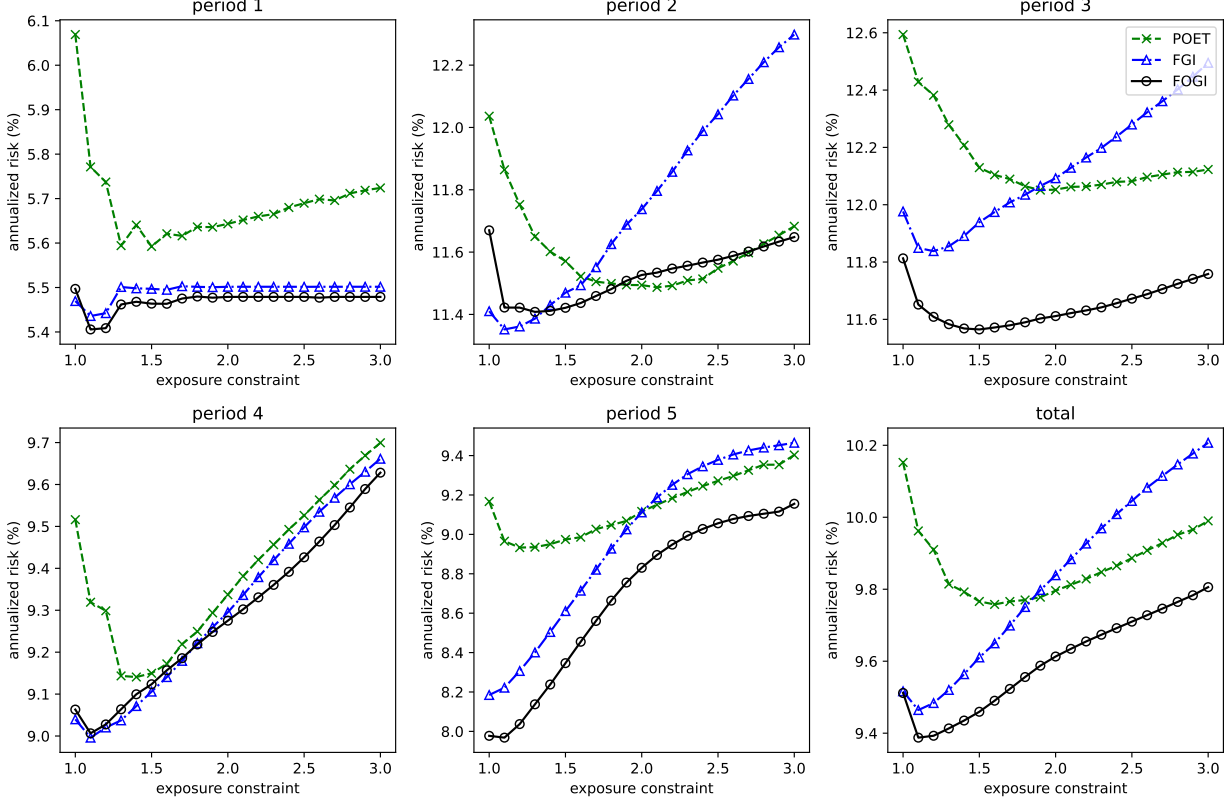 period 1
6.1
6.0
5.9
5.8
5.7
5.6
5.5
5.4
annualized risk (%)
1.0 1.5 2.0 2.5 3.0
exposure constraint
period 2
12.2
12.0
11.8
11.6
11.4
annualized risk (%)
1.0 1.5 2.0 2.5 3.0
exposure constraint
period 3
12.6
12.4
12.2
12.0
11.8
11.6
annualized risk (%)
POET
FGI
FOGI
1.0 1.5 2.0 2.5 3.0
exposure constraint
period 4
9.7
9.6
9.5
9.4
9.3
9.2
9.1
9.0
annualized risk (%)
1.0 1.5 2.0 2.5 3.0
exposure constraint
period 5
9.4
9.2
9.0
8.8
8.6
8.4
8.2
8.0
annualized risk (%)
1.0 1.5 2.0 2.5 3.0
exposure constraint
total
10.2
10.0
9.8
9.6
9.4
annualized risk (%)
1.0 1.5 2.0 2.5 3.0
exposure constraint